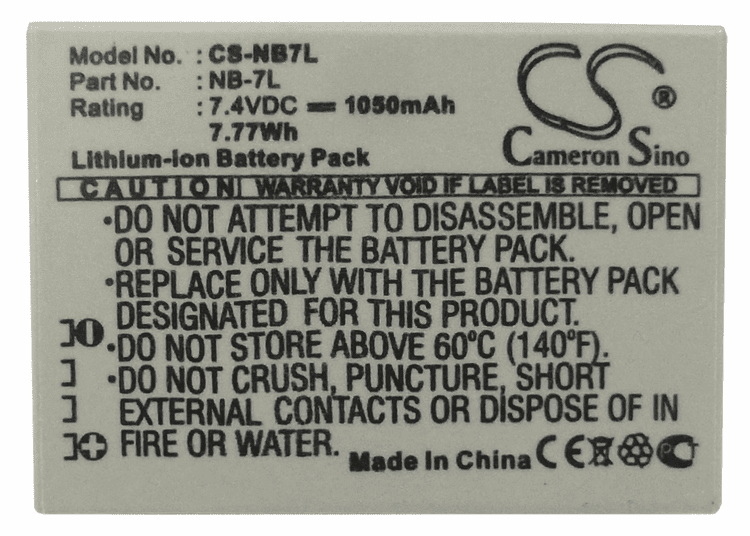 Model No. : CS-NB7L
Part No. : NB-7L
Rating : 7.4VDC ⎓ 1050mAh
7.77Wh
Lithium-ion Battery Pack
CS®
Cameron Sino
CAUTION WARRANTY VOID IF LABEL IS REMOVED
•DO NOT ATTEMPT TO DISASSEMBLE, OPEN
OR SERVICE THE BATTERY PACK.
•REPLACE ONLY WITH THE BATTERY PACK
DESIGNATED FOR THIS PRODUCT.
•DO NOT STORE ABOVE 60°C (140°F).
•DO NOT CRUSH, PUNCTURE, SHORT
EXTERNAL CONTACTS OR DISPOSE OF IN
FIRE OR WATER.
Made In China CE